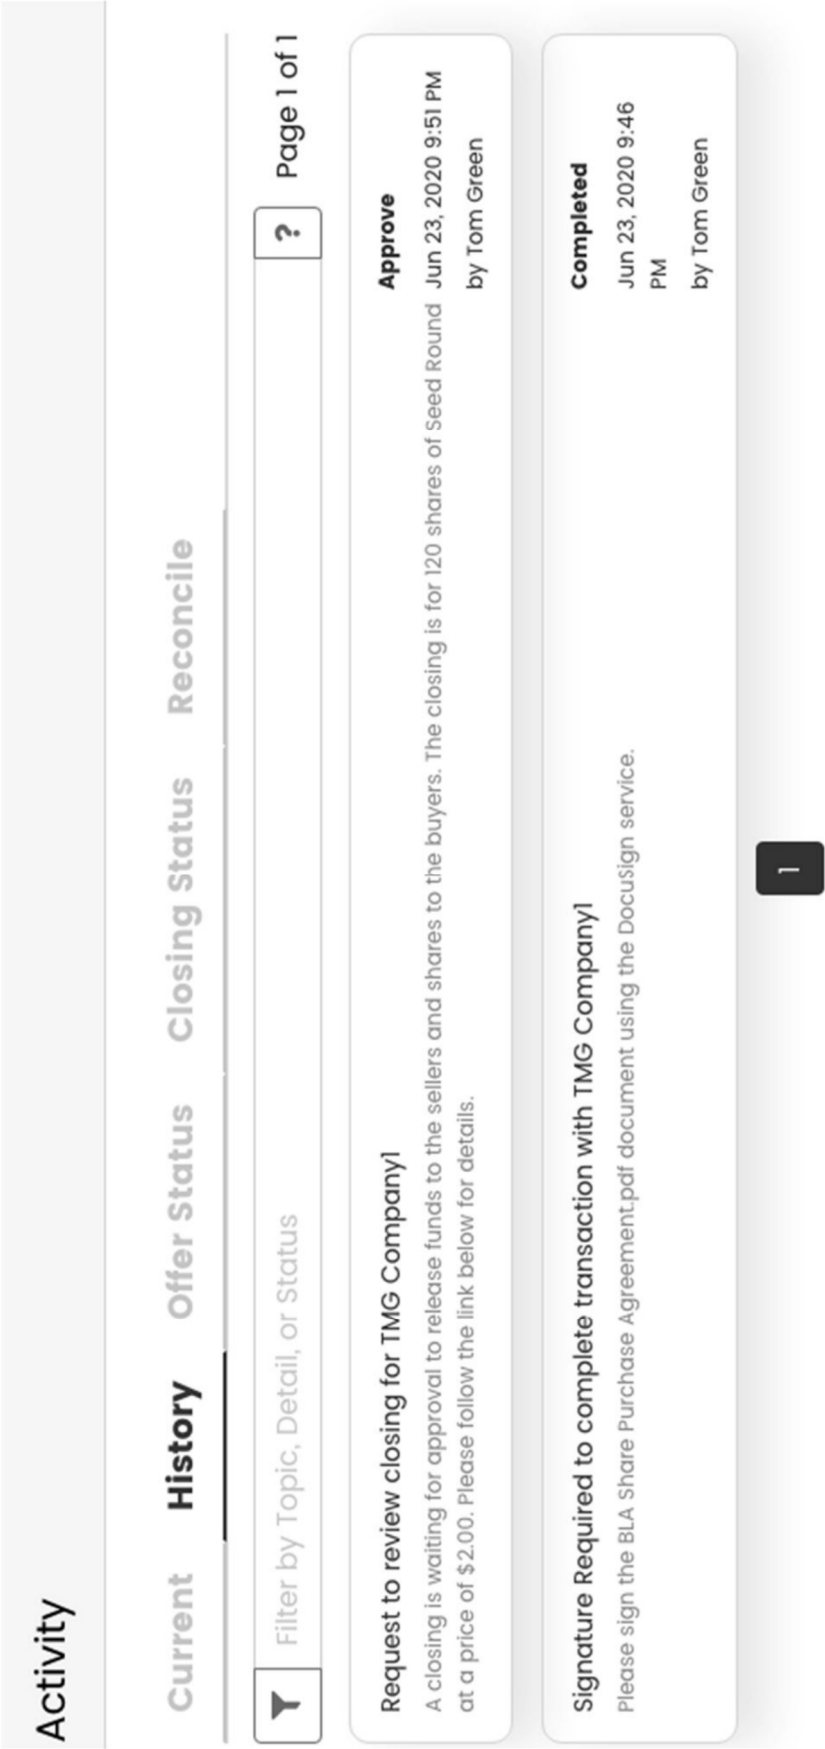 Activity
Current History Offer Status Closing Status Reconcile
Filter by Topic, Detail, or Status ? Page 1 of 1
Request to review closing for TMG Company1
Approve
A closing is waiting for approval to release funds to the sellers and shares to the buyers. The closing is for 120 shares of Seed Round
Jun 23, 2020 9:51 PM
at a price of $2.00. Please follow the link below for details.
by Tom Green
Signature Required to complete transaction with TMG Company1
Completed
Please sign the BLA Share Purchase Agreement.pdf document using the DocuSign service.
Jun 23, 2020 9:46
PM
by Tom Green
1